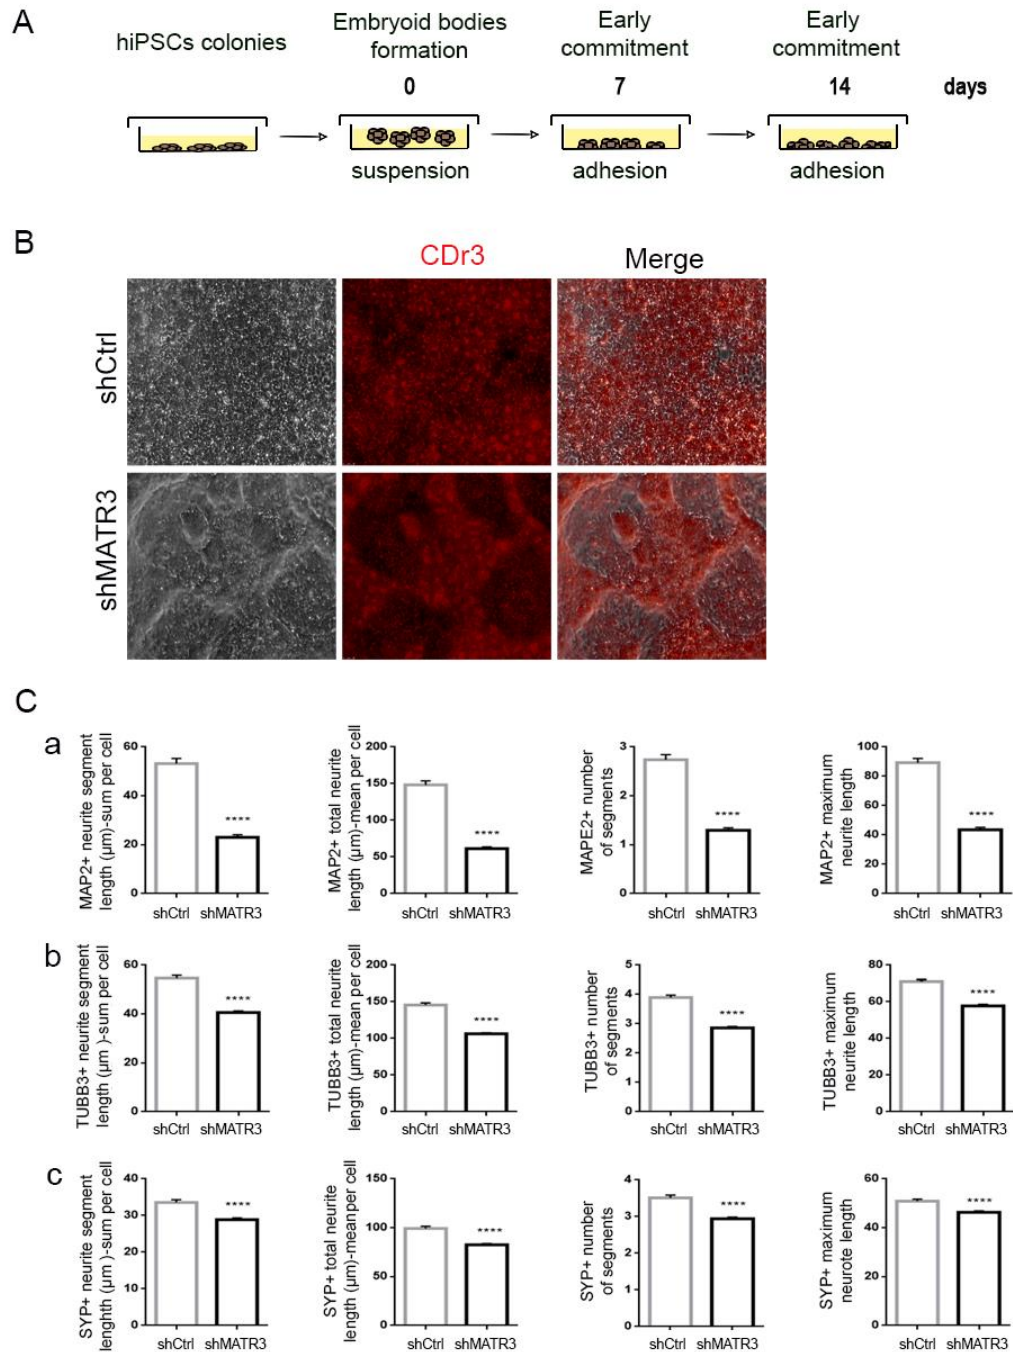 A
hiPSCs colonies
Embryoid bodies
formation
Early
commitment
Early
commitment
0
7
14
days
suspension
adhesion
adhesion
B
CDr3
Merge
shCtrl
shMATR3
C
a
MAP2+ neurite segment
length (µm)-sum per cell
60
40
20
0
****
shCtrl shMATR3
MAP2+ total neurite
length (µm)-mean per cell
200
150
100
50
0
****
shCtrl shMATR3
MAPE2+ number
of segments
3
2
1
0
****
shCtrl shMATR3
MAP2+ maximum
neurite length
100
80
60
40
20
0
****
shCtrl shMATR3
b
TUBB3+ neurite segment
length (µm )-sum per cell
60
40
20
0
****
shCtrl shMATR3
TUBB3+ total neurite
length (µm)-mean per cell
200
150
100
50
0
****
shCtrl shMATR3
TUBB3+ number
of segments
5
4
3
2
1
0
****
shCtrl shMATR3
TUBB3+ maximum
neurite length
80
60
40
20
0
****
shCtrl shMATR3
c
SYP+ neurite segment
lenghth (µm )-sum per cell
40
30
20
10
0
****
shCtrl shMATR3
SYP+ total neurite
length (µm)-meanper cell
150
100
50
0
****
shCtrl shMATR3
SYP+ number
of segments
4
3
2
1
0
****
shCtrl shMATR3
SYP+ maximum
neurote length
60
40
20
0
****
shCtrl shMATR3